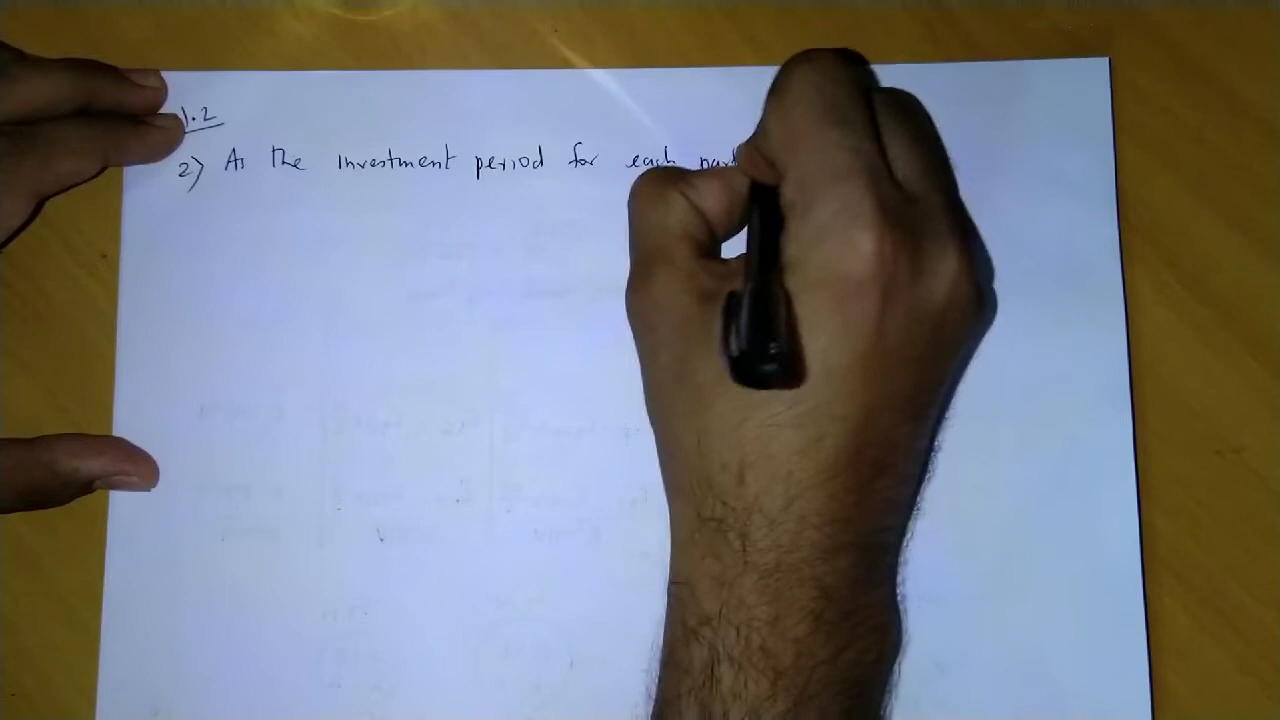 1.2
2) As the investment period for each